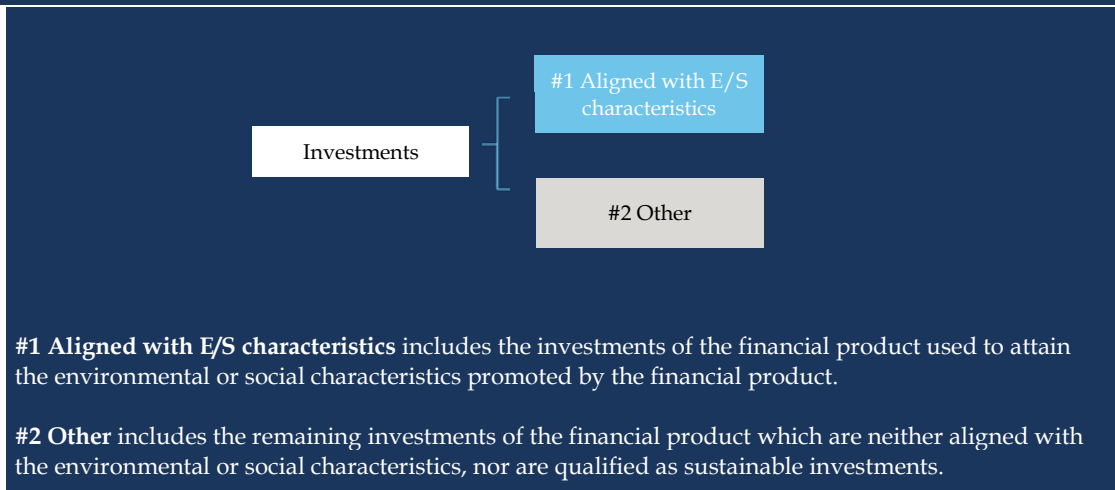 #1 Aligned with E/S
characteristics
Investments
#2 Other
#1 Aligned with E/S characteristics includes the investments of the financial product used to attain
the environmental or social characteristics promoted by the financial product.
#2 Other includes the remaining investments of the financial product which are neither aligned with
the environmental or social characteristics, nor are qualified as sustainable investments.